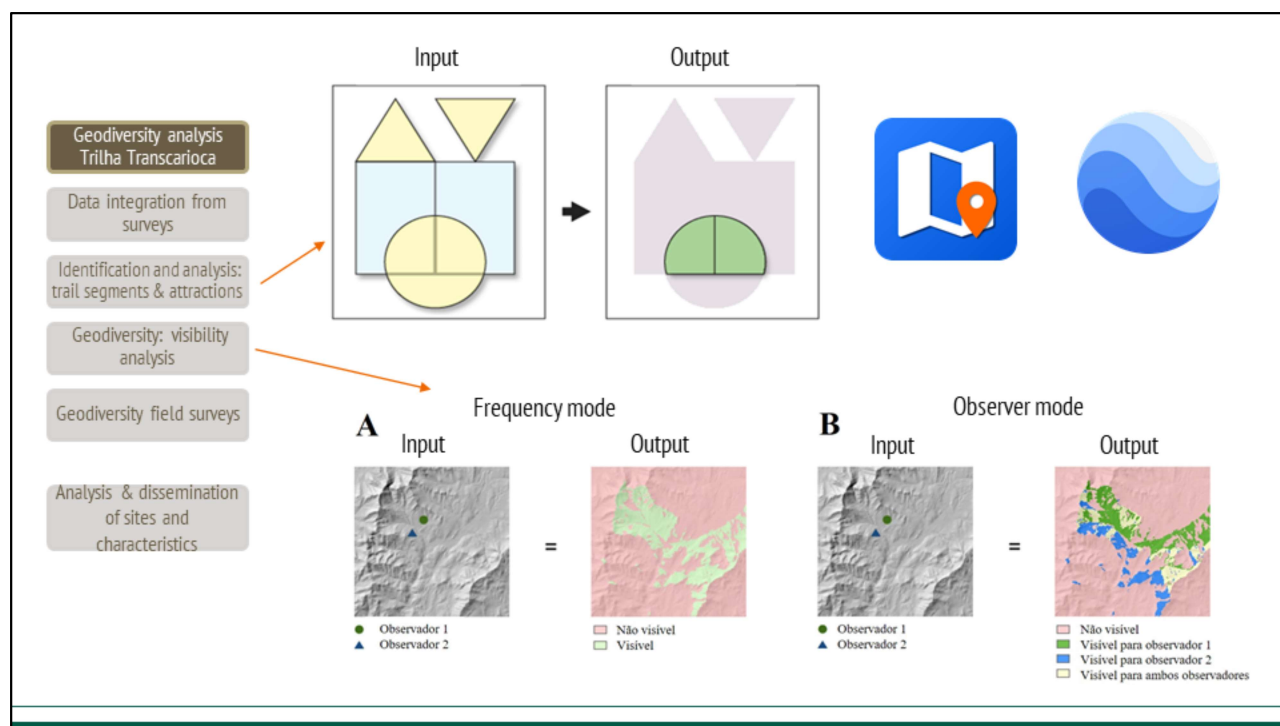 Input
Output
Geodiversity analysis
Trilha Transcarioca
Data integration from
surveys
Identification and analysis:
trail segments & attractions
Geodiversity: visibility
analysis
Geodiversity field surveys
Analysis & dissemination
of sites and
characteristics
Frequency mode
A
Input
Output
=
Observador 1
Observador 2
Não visível
Visível
Observer mode
B
Input
Output
=
Observador 1
Observador 2
Não visível
Visível para observador 1
Visível para observador 2
Visível para ambos observadores